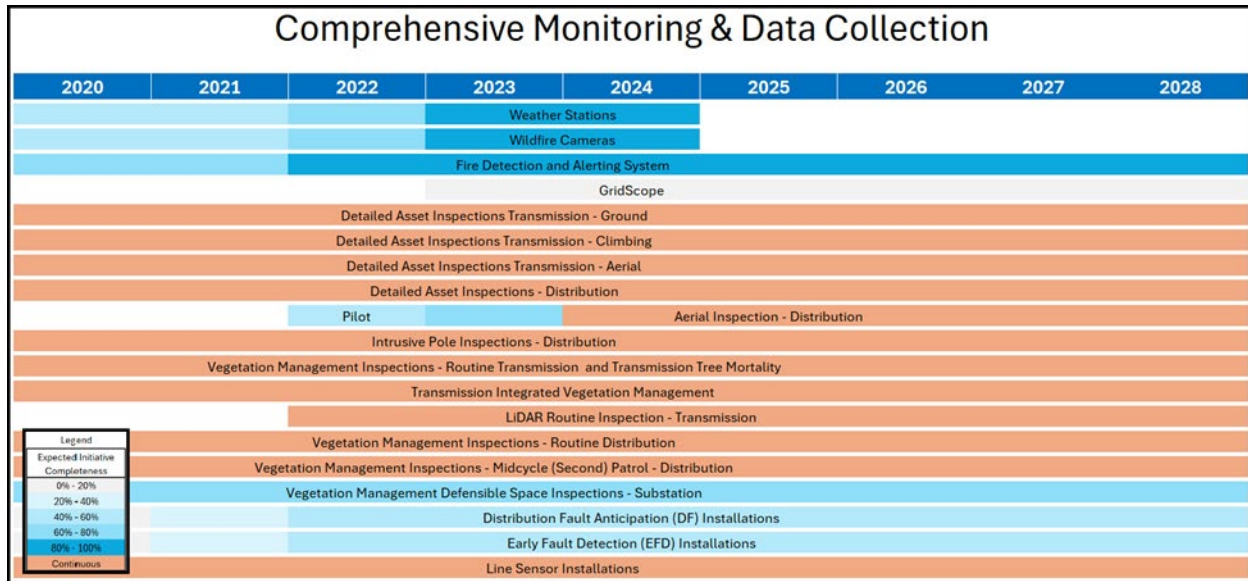 Comprehensive Monitoring & Data Collection
2020 2021 2022 2023 2024 2025 2026 2027 2028
Weather Stations
Wildfire Cameras
Fire Detection and Alerting System
GridScope
Detailed Asset Inspections Transmission - Ground
Detailed Asset Inspections Transmission - Climbing
Detailed Asset Inspections Transmission - Aerial
Detailed Asset Inspections - Distribution
Pilot Aerial Inspection - Distribution
Intrusive Pole Inspections - Distribution
Vegetation Management Inspections - Routine Transmission and Transmission Tree Mortality
Transmission Integrated Vegetation Management
LiDAR Routine Inspection - Transmission
Vegetation Management Inspections - Routine Distribution
Vegetation Management Inspections - Midcycle (Second) Patrol - Distribution
Vegetation Management Defensible Space Inspections - Substation
Distribution Fault Anticipation (DF) Installations
Early Fault Detection (EFD) Installations
Line Sensor Installations
Legend
Expected Initiative
Completeness
0% - 20%
20% - 40%
40% - 60%
60% - 80%
80% - 100%
Continuous